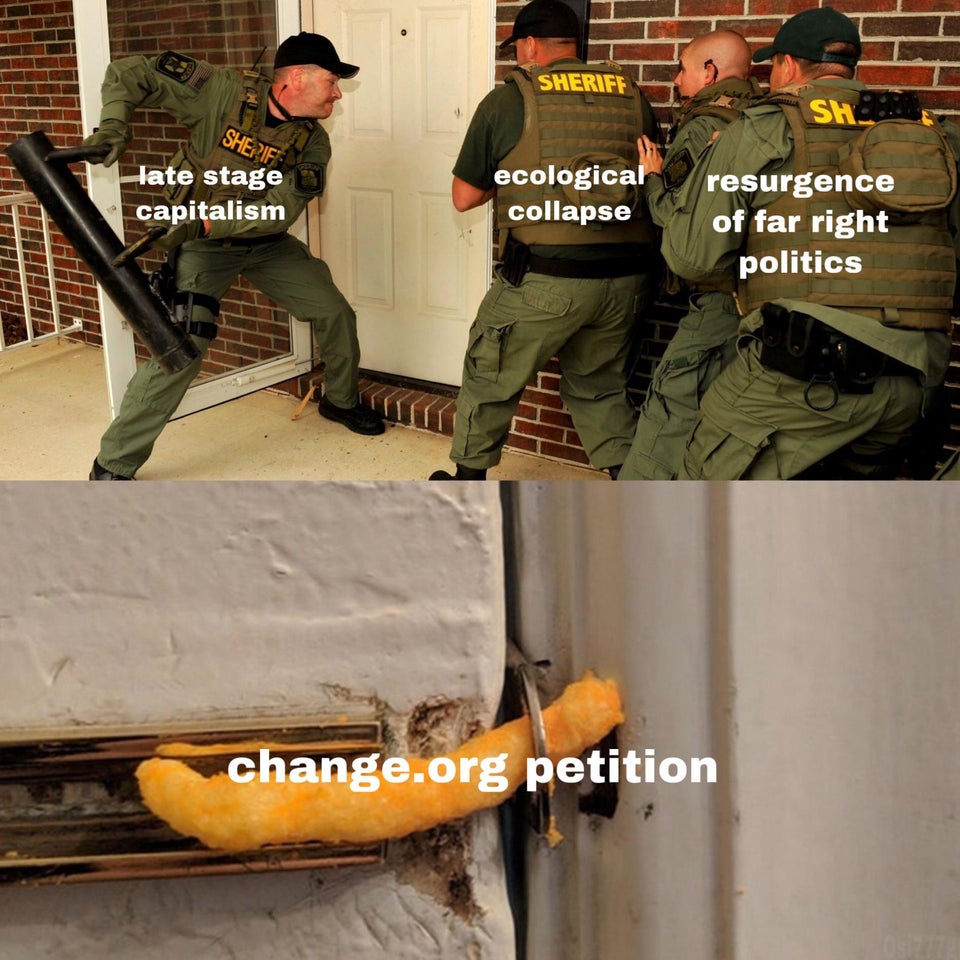 SHERIFF
SHERIFF
late stage
capitalism
ecological
collapse
resurgence
of far right
politics
change.org petition